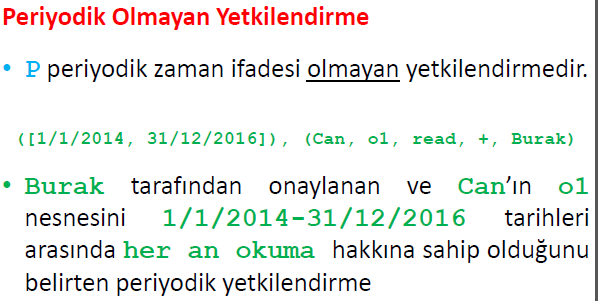 Periyodik Olmayan Yetkilendirme
• P periyodik zaman ifadesi olmayan yetkilendirmedir.
([1/1/2014, 31/12/2016]), (Can, o1, read, +, Burak)
• Burak tarafından onaylanan ve Can'ın o1
nesnesini 1/1/2014-31/12/2016 tarihleri
arasında her an okuma hakkına sahip olduğunu
belirten periyodik yetkilendirme